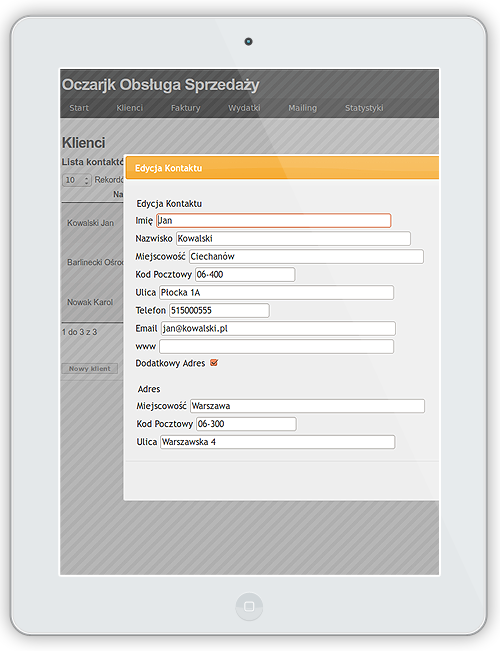 Oczarjk Obsługa Sprzedaży
Start Klienci Faktury Wydatki Mailing Statystyki
Klienci
Lista kontaktó
10 Rekordó
Na
Kowalski Jan
Barlinecki Ośrod
Nowak Karol
1 do 3 z 3
Nowy klient
Edycja Kontaktu
Edycja Kontaktu
Imię Jan
Nazwisko Kowalski
Miejscowość Ciechanów
Kod Pocztowy 06-400
Ulica Płocka 1A
Telefon 515000555
Email jan@kowalski.pl
www
Dodatkowy Adres
Adres
Miejscowość Warszawa
Kod Pocztowy 06-300
Ulica Warszawska 4